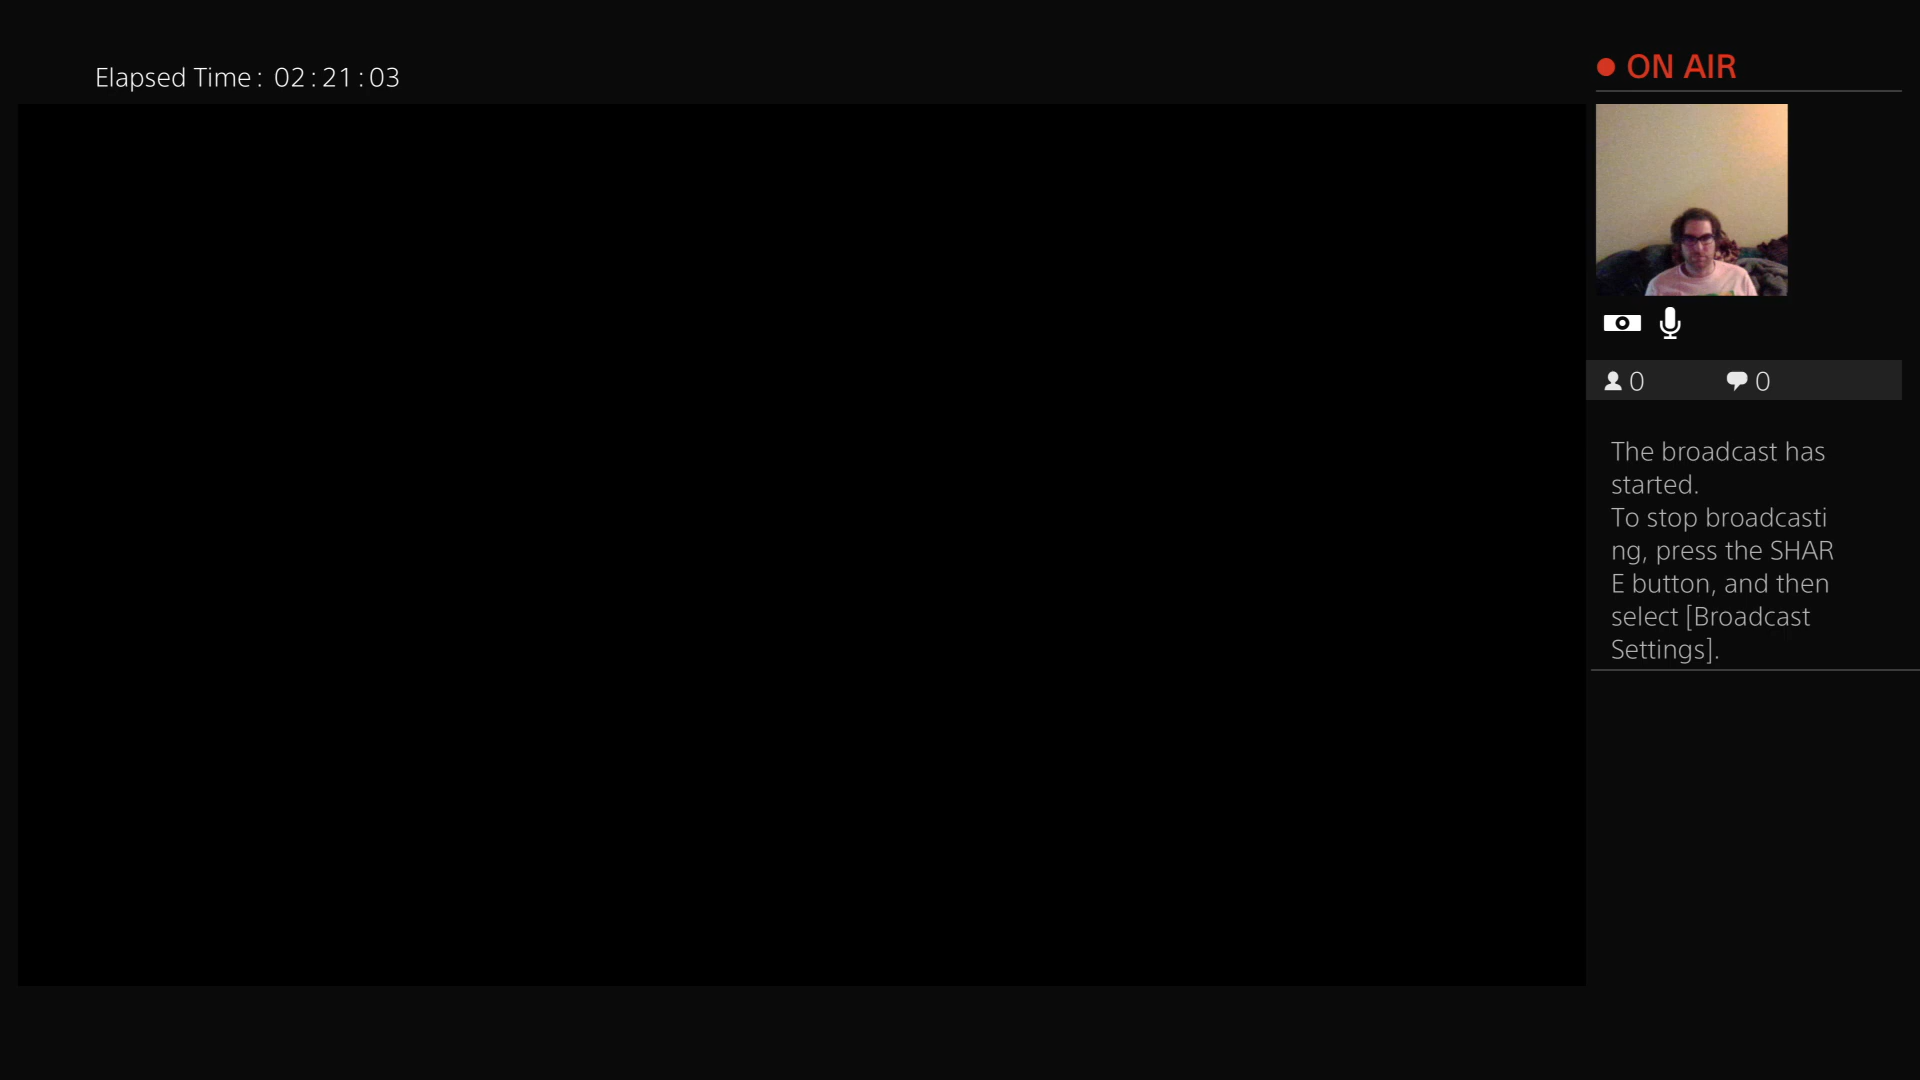 Elapsed Time: 02:21:03
ON AIR
0 0
The broadcast has
started.
To stop broadcasti
ng, press the SHAR
E button, and then
select [Broadcast
Settings].